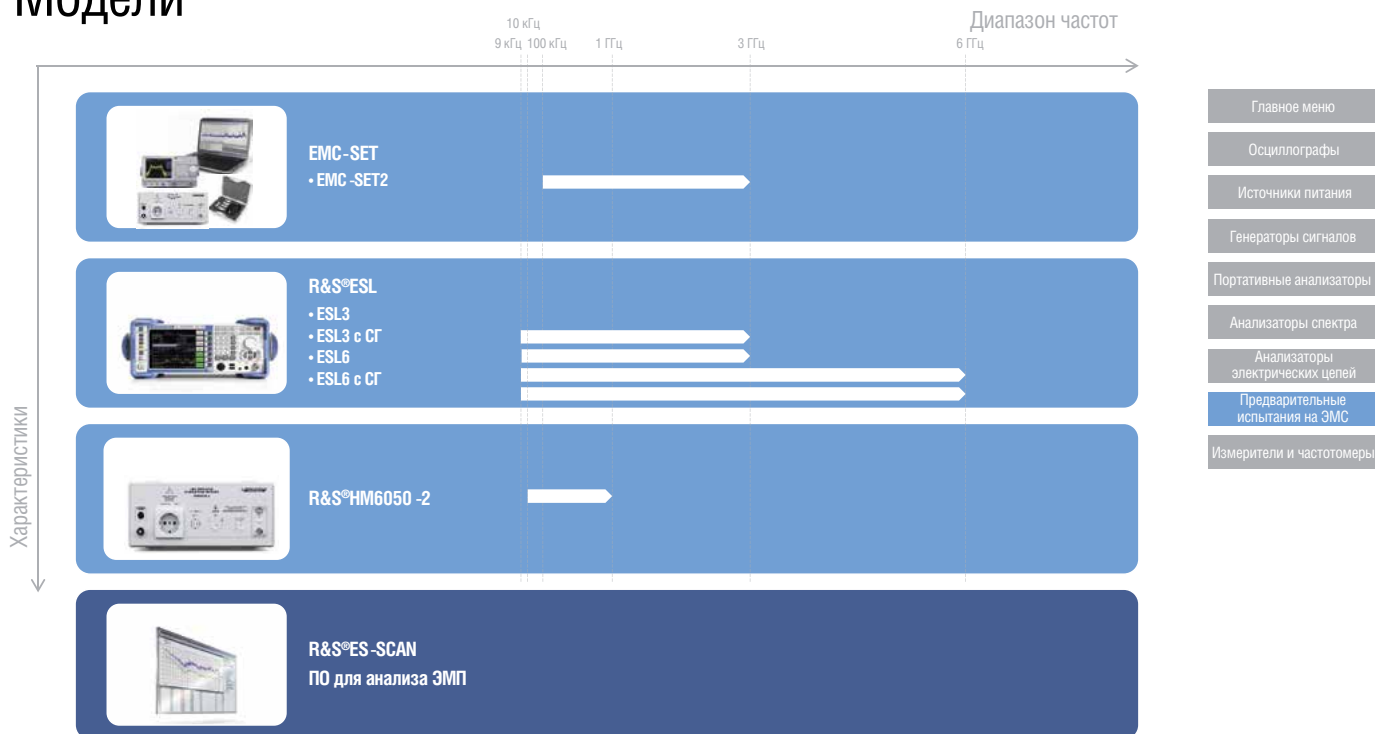 Модели
Диапазон частот
10 кГц
9 кГц 100 кГц 1 ГГц 3 ГГц 6 ГГц
Характеристики
EMC-SET
• EMC-SET2
R&S®ESL
• ESL3
• ESL3 с СГ
• ESL6
• ESL6 с СГ
R&S®HM6050-2
R&S®ES-SCAN
ПО для анализа ЭМП
Главное меню
Осциллографы
Источники питания
Генераторы сигналов
Портативные анализаторы
Анализаторы спектра
Анализаторы
электрических цепей
Предварительные
испытания на ЭМС
Измерители и частотомеры